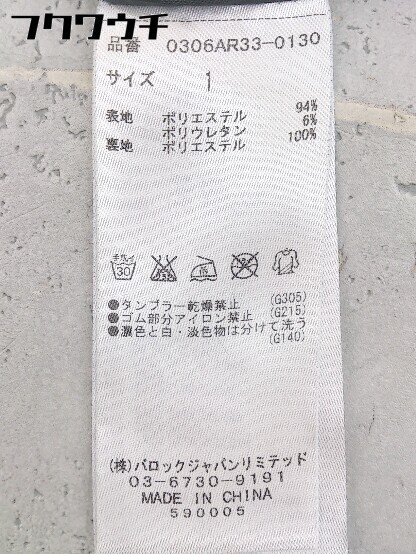 フクワウチ
品番 0306AR33-0130
サイズ 1
表地 ポリエステル 94%
ポリウレタン 6%
裏地 ポリエステル 100%
手洗イ
30
●タンブラー乾燥禁止 (G305)
●ゴム部分アイロン禁止 (G215)
●濃色と白・淡色物は分けて洗う (G140)
(株)バロックジャパンリミテッド
03-6730-9191
MADE IN CHINA
590005